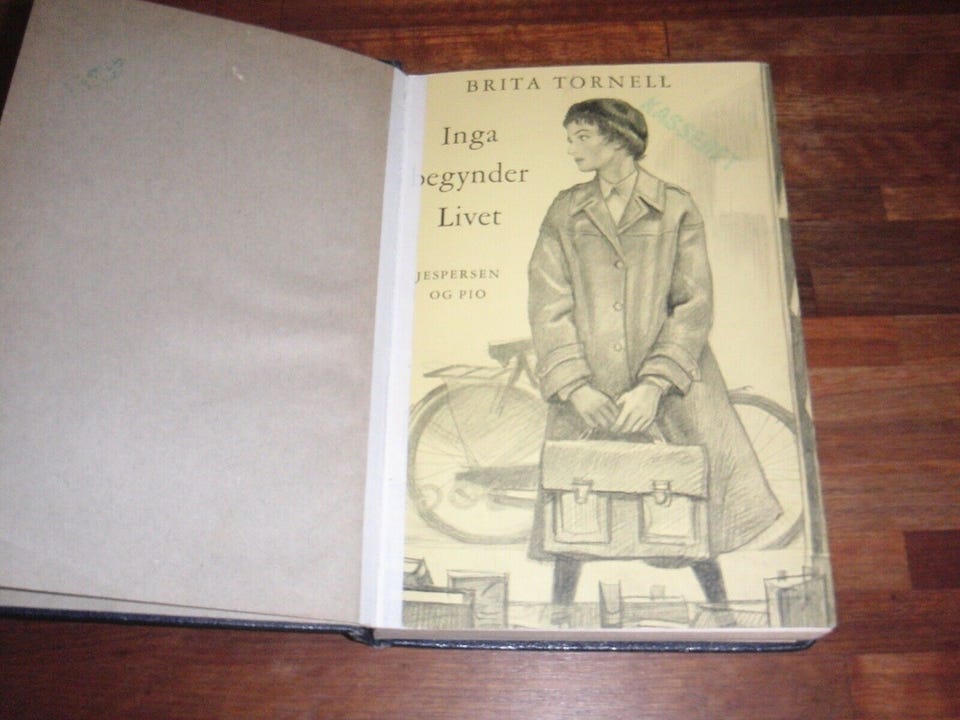 BRITA TORNELL
Inga
begynder
Livet
JESPERSEN
OG PIO
KASSERET